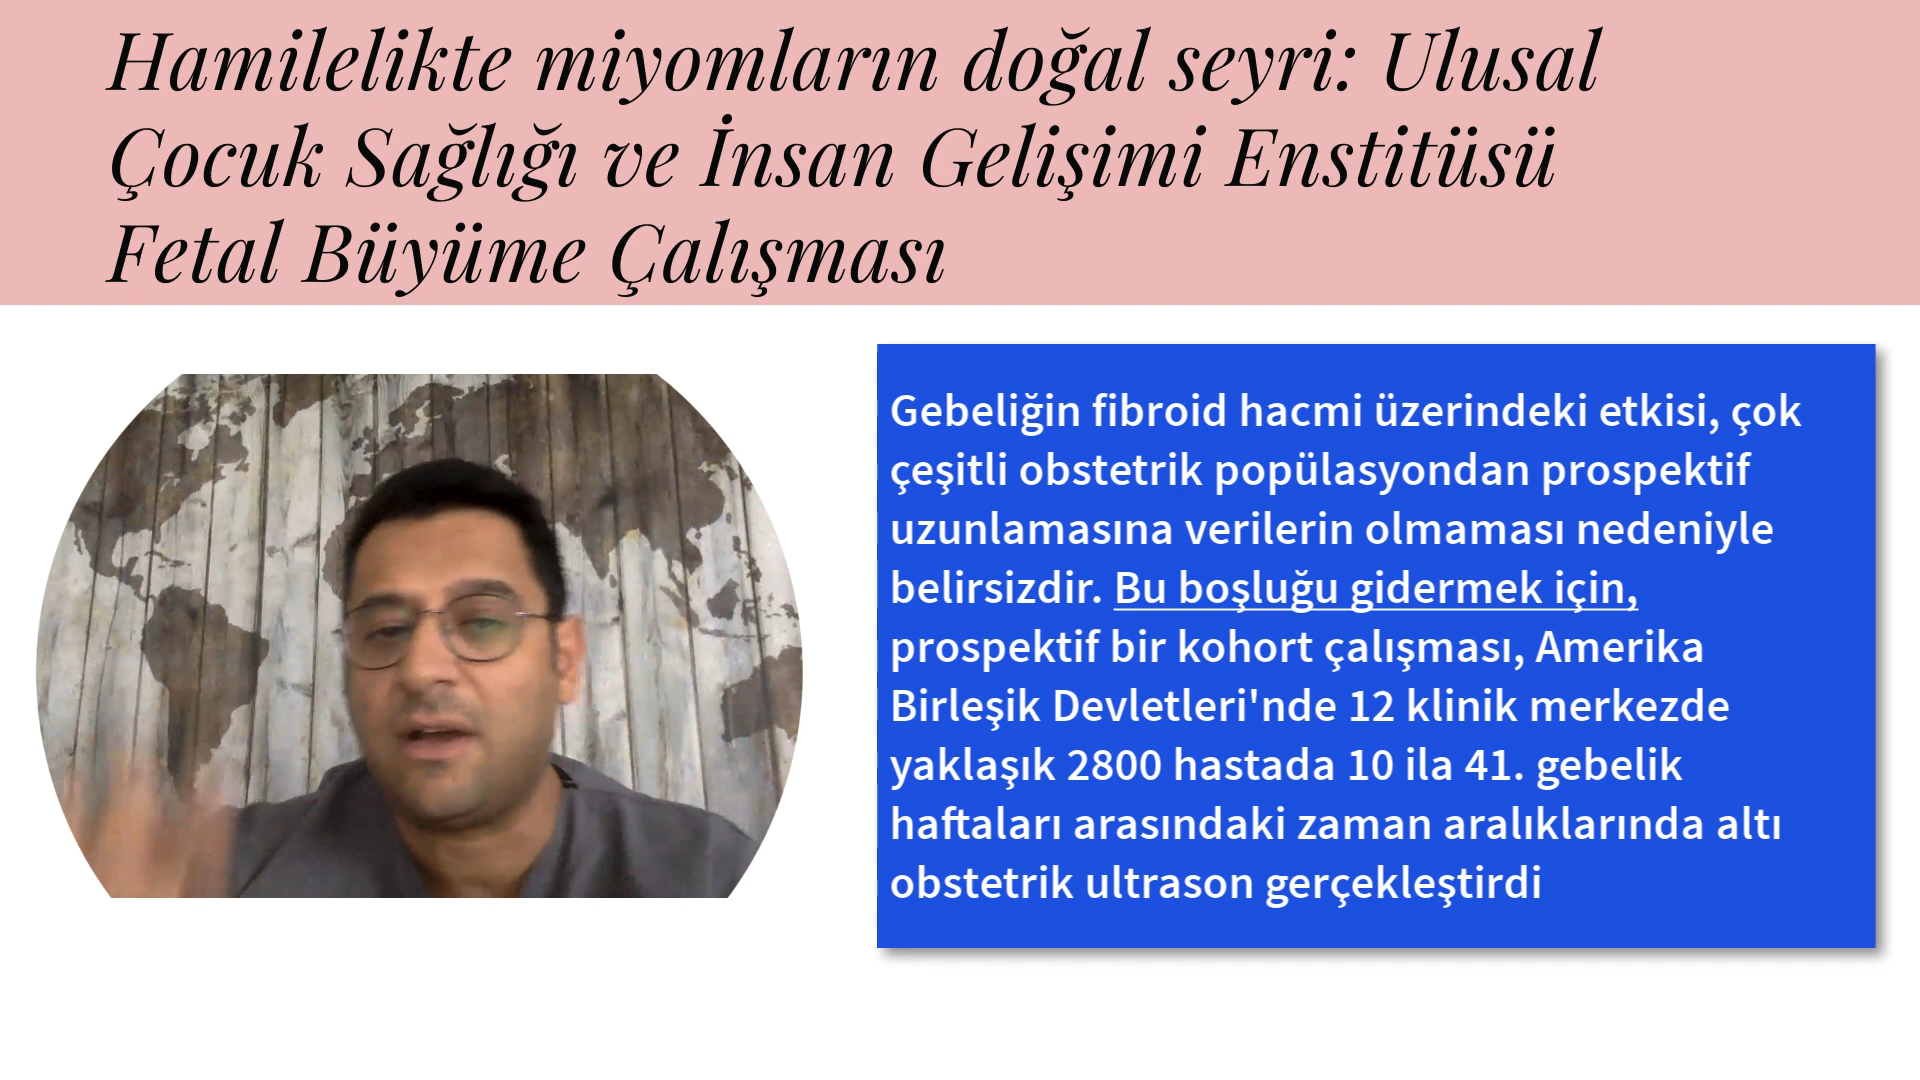 Hamilelikte miyomların doğal seyri: Ulusal
Çocuk Sağlığı ve İnsan Gelişimi Enstitüsü
Fetal Büyüme Çalışması
Gebeliğin fibroid hacmi üzerindeki etkisi, çok
çeşitli obstetrik popülasyondan prospektif
uzunlamasına verilerin olmaması nedeniyle
belirsizdir. Bu boşluğu gidermek için,
prospektif bir kohort çalışması, Amerika
Birleşik Devletleri'nde 12 klinik merkezde
yaklaşık 2800 hastada 10 ila 41. gebelik
haftaları arasındaki zaman aralıklarında altı
obstetrik ultrason gerçekleştirdi